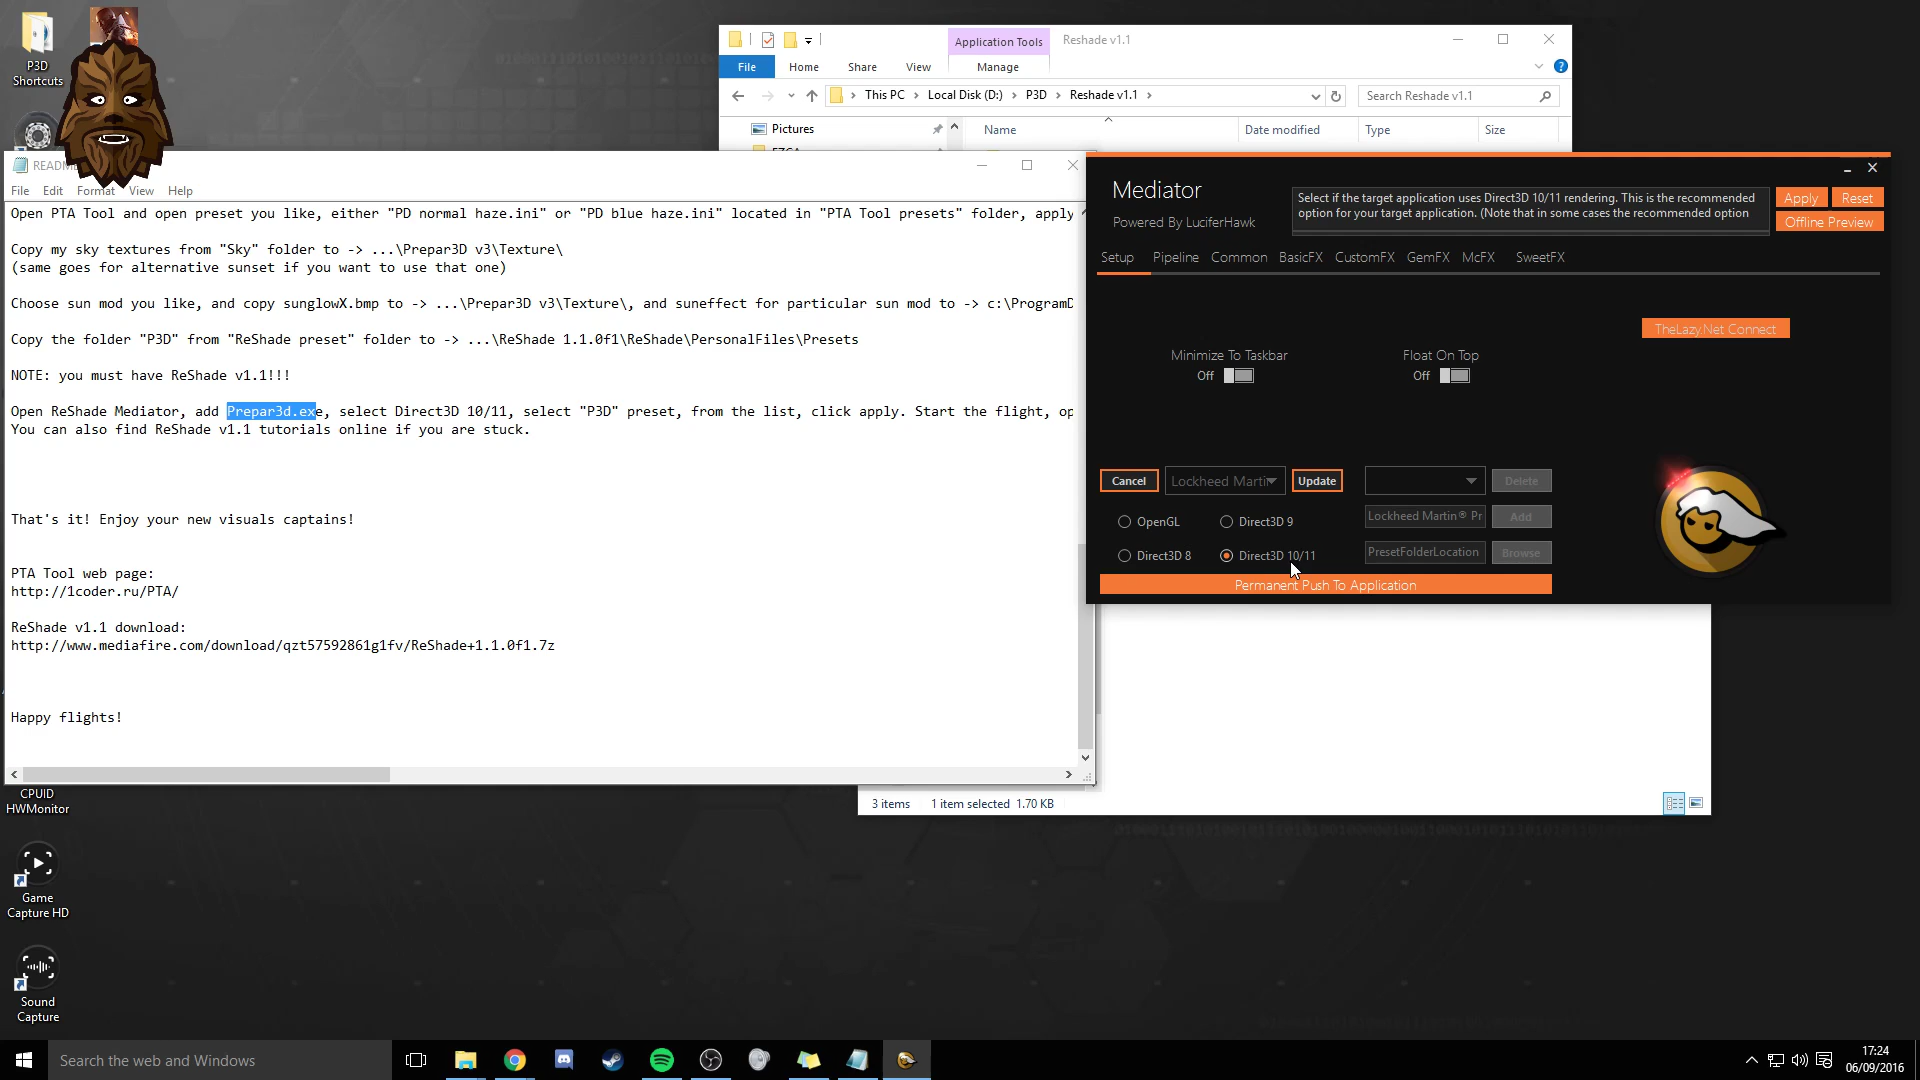 P3D
Shortcuts
Application Tools
Reshade v1.1
File
Home
Share
View
Manage
This PC
Local Disk (D:)
P3D
Reshade v1.1
Search Reshade v1.1
Pictures
Name
Date modified
Type
Size
File Edit Format View Help
Open PTA Tool and open preset you like, either "PD normal haze.ini" or "PD blue haze.ini" located in "PTA Tool presets" folder, apply
Copy my sky textures from "Sky" folder to -> ...\Prepar3D v3\Texture\
(same goes for alternative sunset if you want to use that one)
Choose sun mod you like, and copy sunglowX.bmp to -> ...\Prepar3D v3\Texture\, and suneffect for particular sun mod to -> c:\ProgramD
Copy the folder "P3D" from "ReShade preset" folder to -> ...\ReShade 1.1.0f1\ReShade\PersonalFiles\Presets
NOTE: you must have ReShade v1.1!!!
Open ReShade Mediator, add Prepar3d.exe, select Direct3D 10/11, select "P3D" preset, from the list, click apply. Start the flight, op
You can also find ReShade v1.1 tutorials online if you are stuck.
That's it! Enjoy your new visuals captains!
PTA Tool web page:
http://1coder.ru/PTA/
ReShade v1.1 download:
http://www.mediafire.com/download/qzt57592861g1fv/ReShade+1.1.0f1.7z
Happy flights!
Mediator
Powered By LuciferHawk
Select if the target application uses Direct3D 10/11 rendering. This is the recommended
option for your target application. (Note that in some cases the recommended option
Apply
Reset
Offline Preview
Setup
Pipeline
Common
BasicFX
CustomFX
GemFX
McFX
SweetFX
TheLazy.Net Connect
Minimize To Taskbar
Off
Float On Top
Off
Cancel
Lockheed Marti
Update
Delete
OpenGL
Direct3D 9
Lockheed Martin® Pr
Add
Direct3D 8
Direct3D 10/11
PresetFolderLocation
Browse
Permanent Push To Application
3 items
1 item selected 1.70 KB
CPUID
HWMonitor
Game
Capture HD
Sound
Capture
Search the web and Windows
17:24
06/09/2016